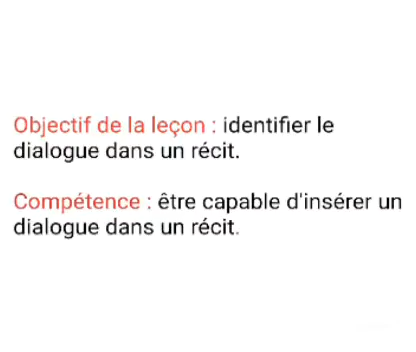 Objectif de la leçon : identifier le
dialogue dans un récit.
Compétence : être capable d'insérer un
dialogue dans un récit.